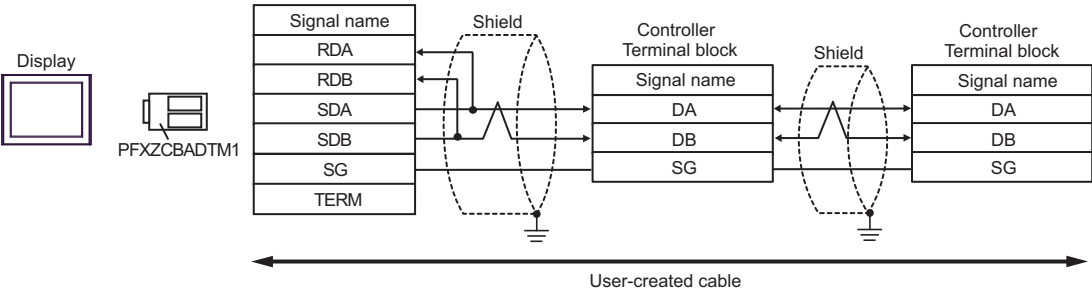 Display
PFXZCBADTM1
Signal name
RDA
RDB
SDA
SDB
SG
TERM
Shield
Controller
Terminal block
Signal name
DA
DB
SG
Shield
Controller
Terminal block
Signal name
DA
DB
SG
User-created cable